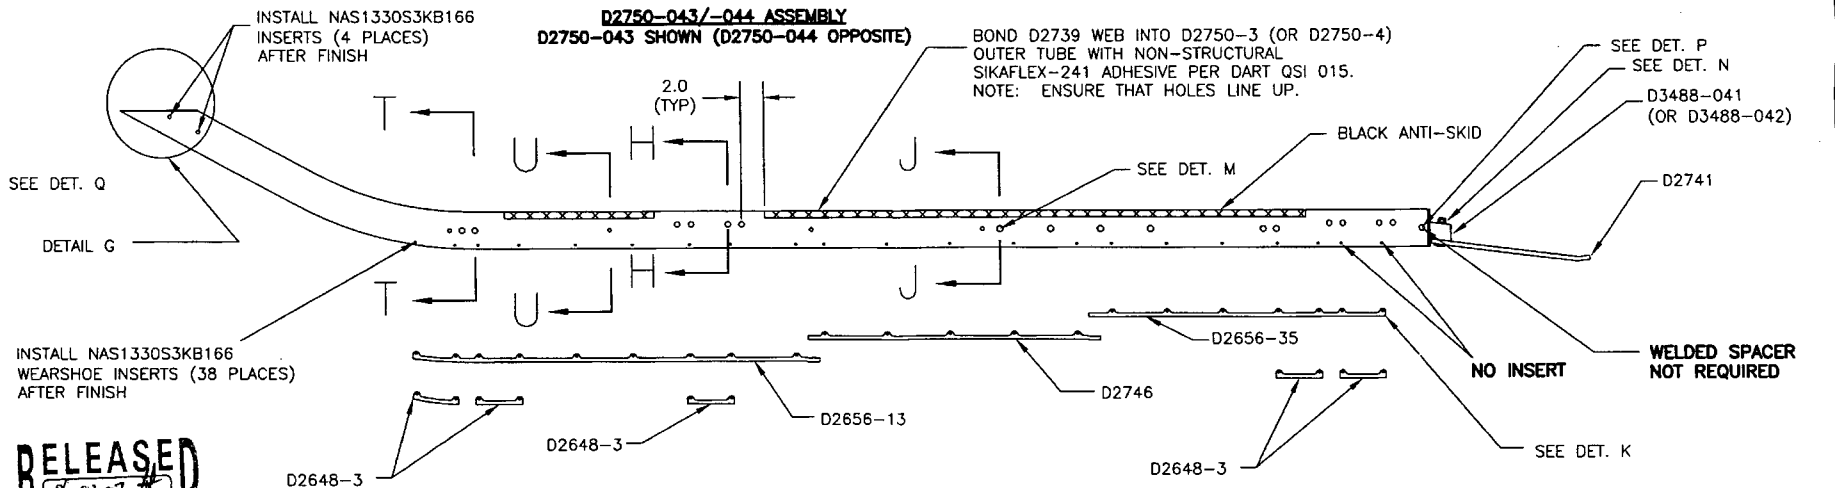 INSTALL NAS1330S3KB166
INSERTS (4 PLACES)
AFTER FINISH
D2750-043/-044 ASSEMBLY
D2750-043 SHOWN (D2750-044 OPPOSITE)
BOND D2739 WEB INTO D2750-3 (OR D2750-4)
OUTER TUBE WITH NON-STRUCTURAL
SIKAFLEX-241 ADHESIVE PER DART QSI 015.
NOTE: ENSURE THAT HOLES LINE UP.
SEE DET. P
SEE DET. N
D3488-041
(OR D3488-042)
2.0
(TYP)
T
U
H
J
BLACK ANTI-SKID
SEE DET. M
D2741
SEE DET. Q
DETAIL G
T
U
H
J
INSTALL NAS1330S3KB166
WEARSHOE INSERTS (38 PLACES)
AFTER FINISH
D2656-35
NO INSERT
WELDED SPACER
NOT REQUIRED
D2746
D2656-13
D2648-3
D2648-3
D2648-3
SEE DET. K
RELEASED